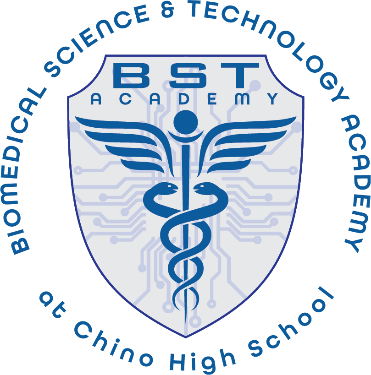 BIOMEDICAL SCIENCE & TECHNOLOGY ACADEMY
BST
ACADEMY
at Chino High School